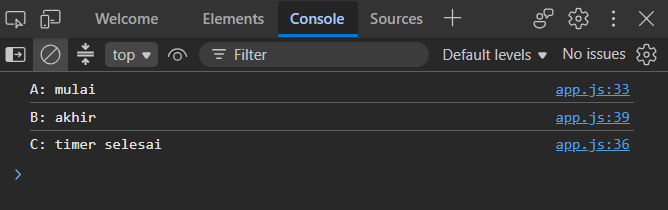 Welcome Elements Console Sources
top Filter Default levels No issues
A: mulai app.js:33
B: akhir app.js:39
C: timer selesai app.js:36